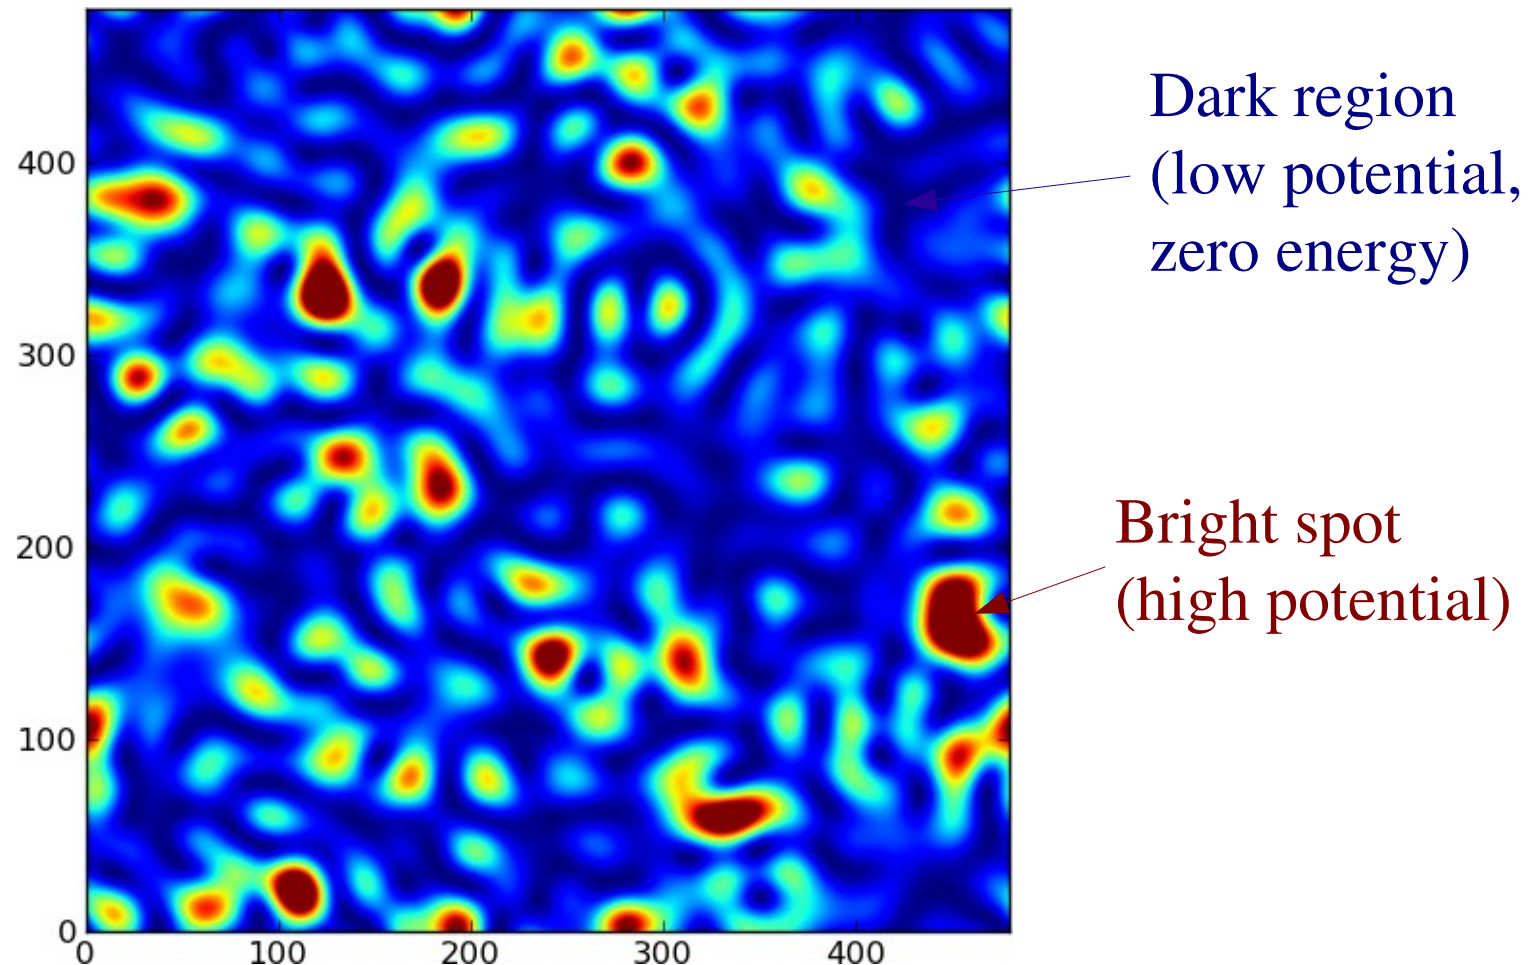 Dark region
(low potential,
zero energy)
Bright spot
(high potential)
400
300
200
100
0
0 100 200 300 400